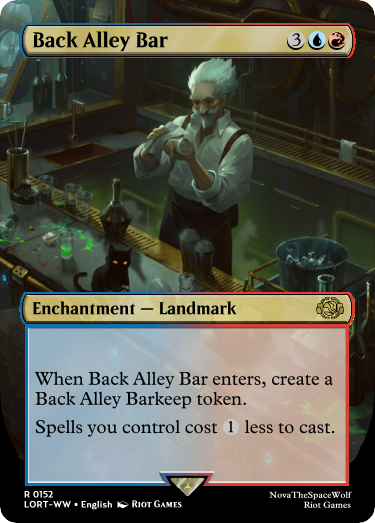 Back Alley Bar 3
Enchantment — Landmark
When Back Alley Bar enters, create a
Back Alley Barkeep token.
Spells you control cost 1 less to cast.
R 0152
LORT-WW • English Riot Games
NovaTheSpaceWolf
Riot Games